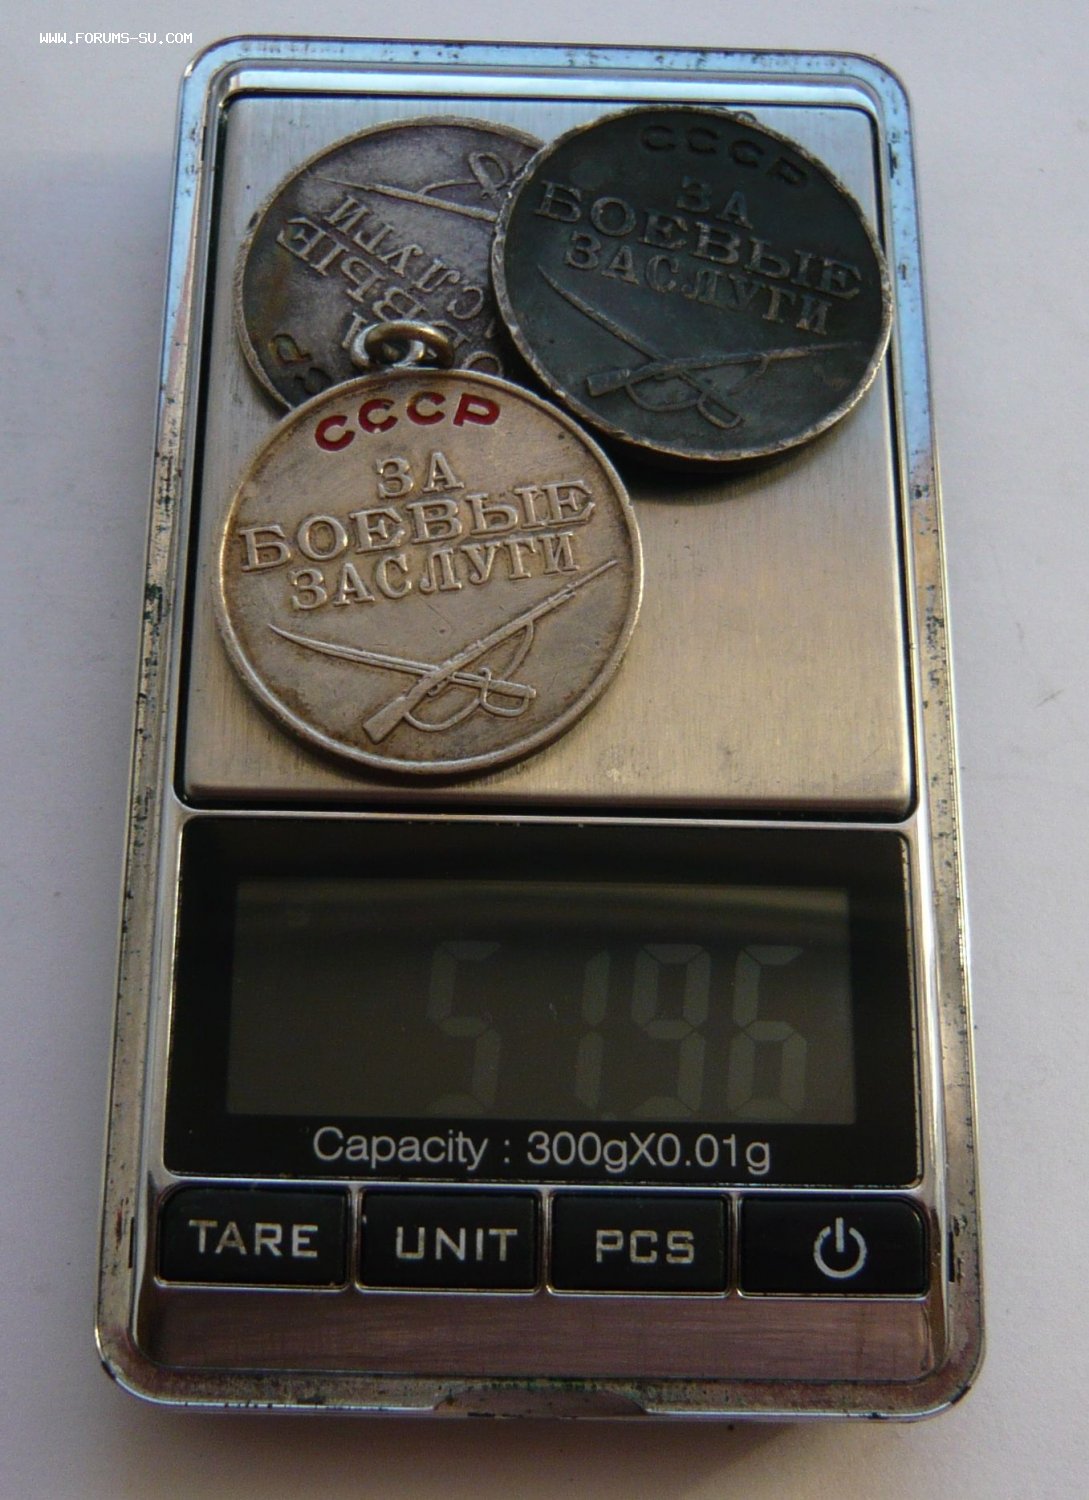 WWW.FORUMS-SU.COM
СССР
ЗА
БОЕВЫЕ
ЗАСЛУГИ
СССР
ЗА
БОЕВЫЕ
ЗАСЛУГИ
51.96
Capacity : 300gX0.01g
TARE UNIT PCS